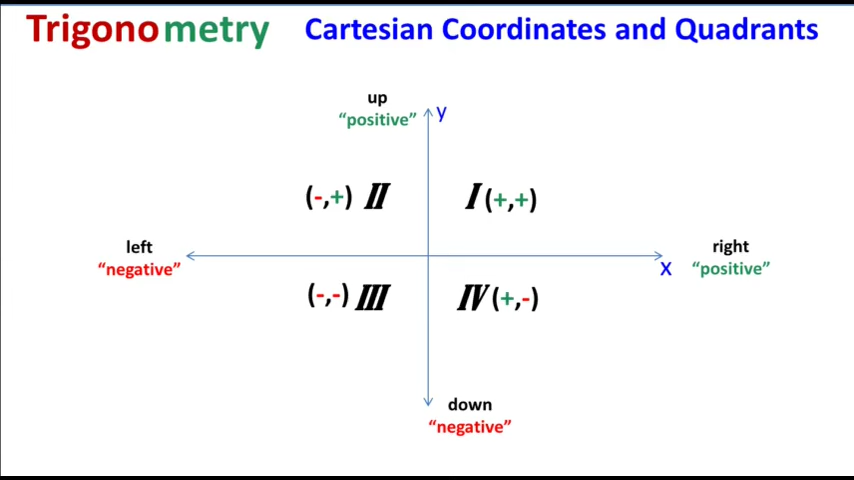 Trigonometry Cartesian Coordinates and Quadrants
up
“positive”
y
(-,+) II I (+,+)
left
“negative”
x
right
“positive”
(-,-) III IV (+,-)
down
“negative”